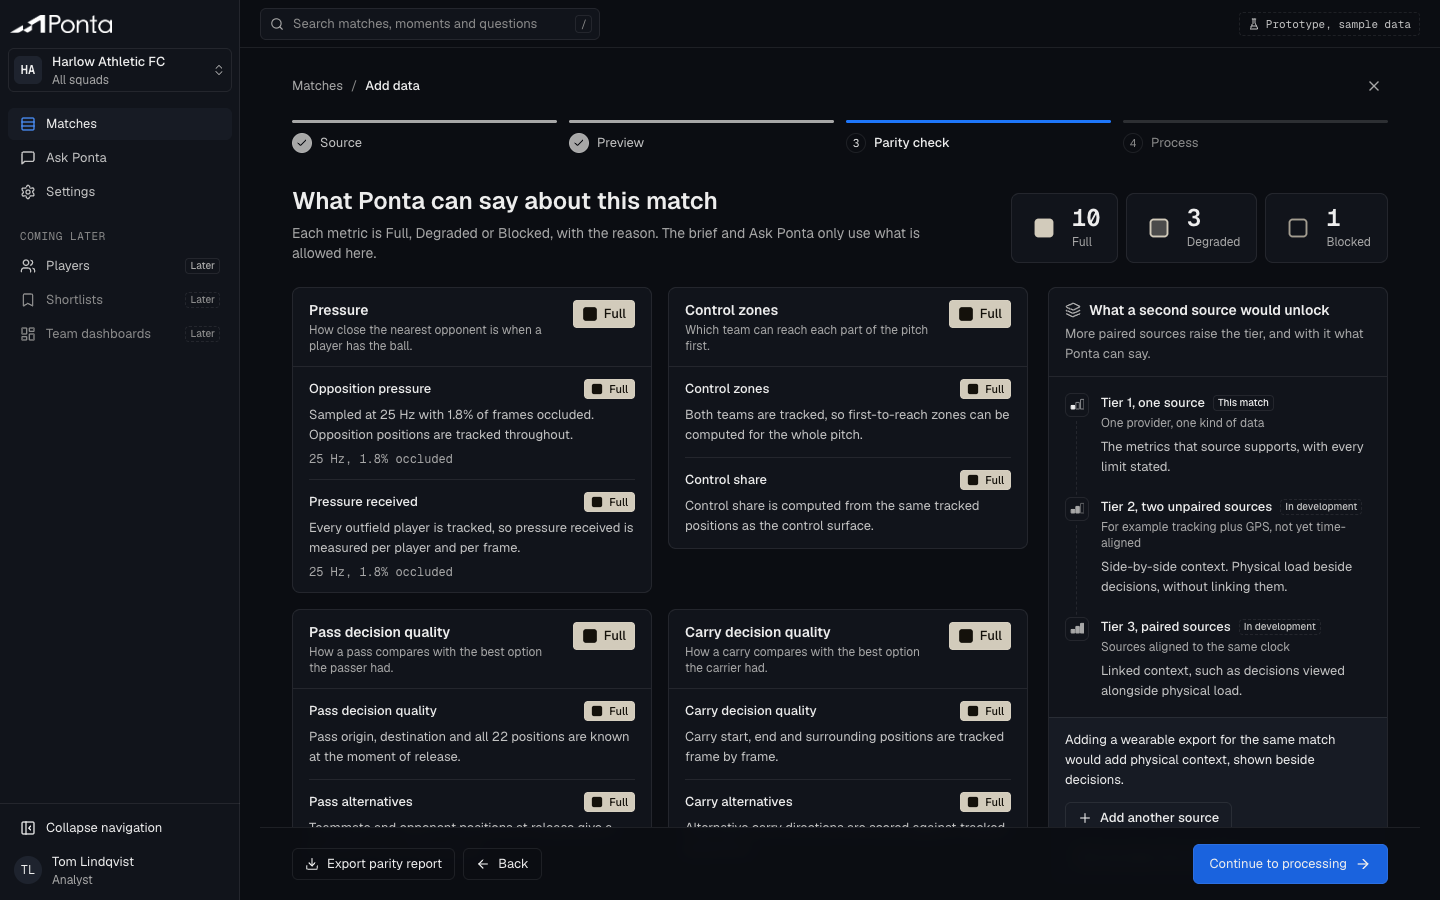 Ponta
Search matches, moments and questions
/
Prototype, sample data
HA
Harlow Athletic FC
All squads
Matches
Ask Ponta
Settings
COMING LATER
Players
Later
Shortlists
Later
Team dashboards
Later
Collapse navigation
TL
Tom Lindqvist
Analyst
Matches / Add data
Source
Preview
3 Parity check
4 Process
What Ponta can say about this match
Each metric is Full, Degraded or Blocked, with the reason. The brief and Ask Ponta only use what is
allowed here.
10
Full
3
Degraded
1
Blocked
Pressure
Full
How close the nearest opponent is when a
player has the ball.
Opposition pressure
Full
Sampled at 25 Hz with 1.8% of frames occluded.
Opposition positions are tracked throughout.
25 Hz, 1.8% occluded
Pressure received
Full
Every outfield player is tracked, so pressure received is
measured per player and per frame.
25 Hz, 1.8% occluded
Control zones
Full
Which team can reach each part of the pitch
first.
Control zones
Full
Both teams are tracked, so first-to-reach zones can be
computed for the whole pitch.
Control share
Full
Control share is computed from the same tracked
positions as the control surface.
Pass decision quality
Full
How a pass compares with the best option
the passer had.
Pass decision quality
Full
Pass origin, destination and all 22 positions are known
at the moment of release.
Pass alternatives
Full
Teammate and opponent positions at release give a
Carry decision quality
Full
How a carry compares with the best option
the carrier had.
Carry decision quality
Full
Carry start, end and surrounding positions are tracked
frame by frame.
Carry alternatives
Full
Alternative carry directions are scored against tracked
What a second source would unlock
More paired sources raise the tier, and with it what
Ponta can say.
Tier 1, one source
This match
One provider, one kind of data
The metrics that source supports, with every
limit stated.
Tier 2, two unpaired sources
In development
For example tracking plus GPS, not yet time-
aligned
Side-by-side context. Physical load beside
decisions, without linking them.
Tier 3, paired sources
In development
Sources aligned to the same clock
Linked context, such as decisions viewed
alongside physical load.
Adding a wearable export for the same match
would add physical context, shown beside
decisions.
Add another source
Export parity report
Back
Continue to processing